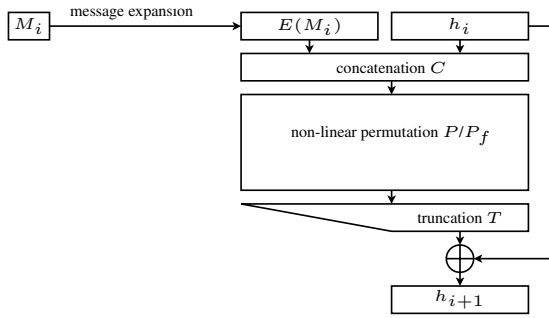 message expansion
M_i E(M_i) h_i
concatenation C
non-linear permutation P/P_f
truncation T
h_{i+1}